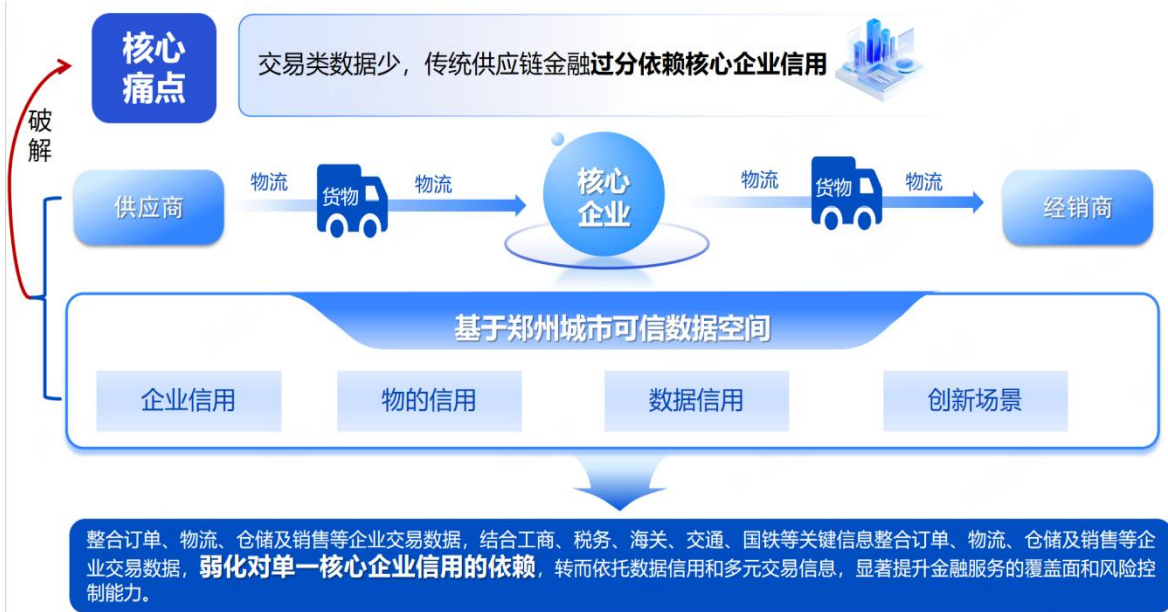 核心
痛点
交易类数据少，传统供应链金融过分依赖核心企业信用
破
解
供应商
物流
货物
物流
核心
企业
物流
货物
物流
经销商
基于郑州城市可信数据空间
企业信用
物的信用
数据信用
创新场景
整合订单、物流、仓储及销售等企业交易数据，结合工商、税务、海关、交通、国铁等关键信息整合订单、物流、仓储及销售等企
业交易数据，弱化对单一核心企业信用的依赖，转而依托数据信用和多元交易信息，显著提升金融服务的覆盖面和风险控
制能力。